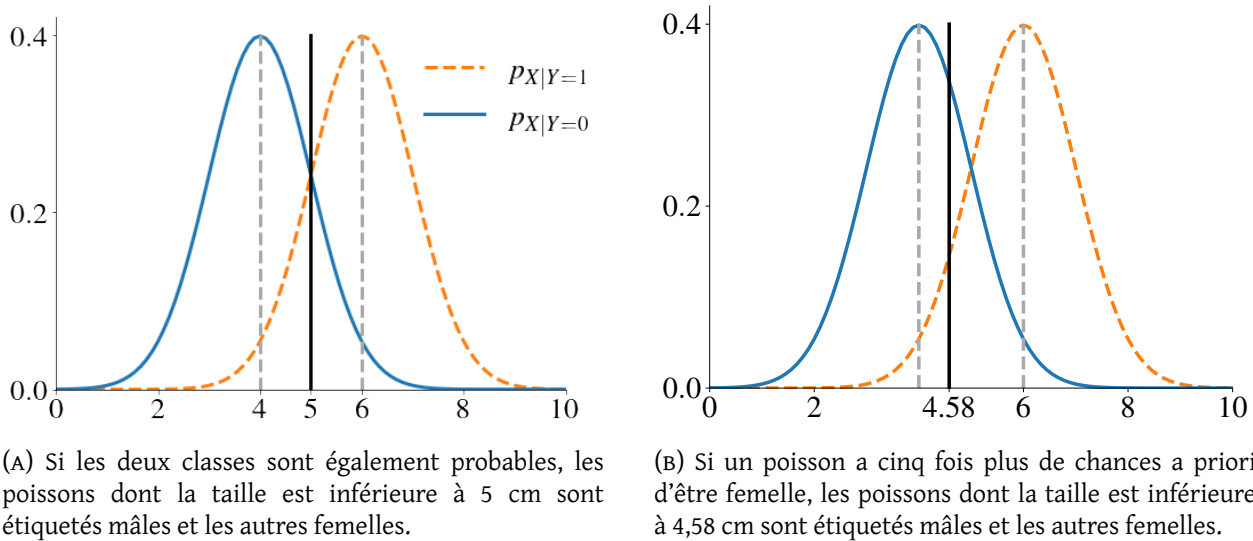 0.4
0.2
0.0
0
2
4
5
6
8
10
pX|Y=1
pX|Y=0
(A) Si les deux classes sont également probables, les
poissons dont la taille est inférieure à 5 cm sont
étiquetés mâles et les autres femelles.
0.4
0.2
0.0
0
2
4.58
6
8
10
(B) Si un poisson a cinq fois plus de chances a priori
d'être femelle, les poissons dont la taille est inférieure
à 4,58 cm sont étiquetés mâles et les autres femelles.